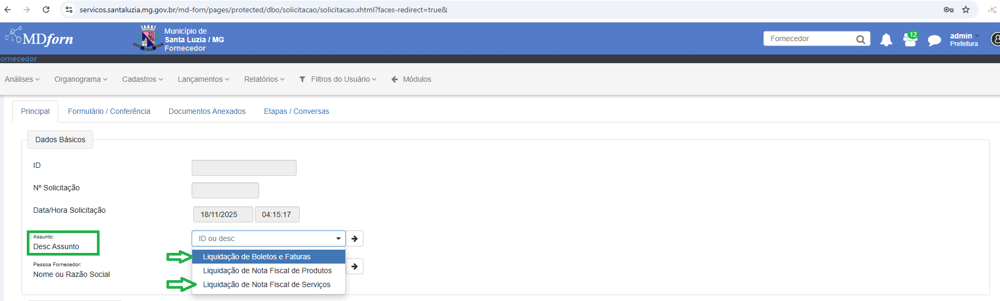 servicos.santaluzia.mg.gov.br/md-forn/pages/protected/dbo/solicitacao/solicitacao.xhtml?faces-redirect=true&
MDforn
Município de
Santa Luzia / MG
Fornecedor
Fornecedor
12
admin
Prefeitura
ornecedor
Análises
Organograma
Cadastros
Lançamentos
Relatórios
Filtros do Usuário
Módulos
Principal
Formulário / Conferência
Documentos Anexados
Etapas / Conversas
Dados Básicos
ID
Nº Solicitação
Data/Hora Solicitação
18/11/2025
04:15:17
Assunto:
Desc Assunto
ID ou desc
Liquidação de Boletos e Faturas
Liquidação de Nota Fiscal de Produtos
Liquidação de Nota Fiscal de Serviços
Pessoa Fornecedor:
Nome ou Razão Social